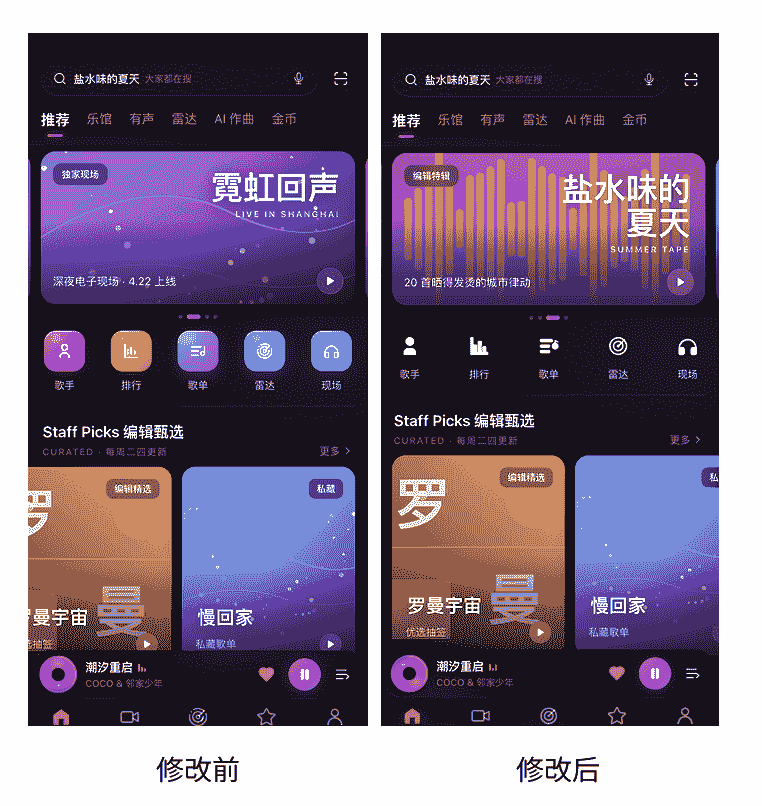 盐水味的夏天 大家都在搜
推荐 乐馆 有声 雷达 AI 作曲 金币
独家现场
霓虹回声
LIVE IN SHANGHAI
深夜电子现场 · 4.22 上线
歌手 排行 歌单 雷达 现场
Staff Picks 编辑甄选
CURATED · 每周二四更新
更多
编辑精选
罗
曼
罗曼宇宙
选抽签
私藏
慢回家
私藏歌单
潮汐重启
COCO & 邻家少年
修改前
盐水味的夏天 大家都在搜
推荐 乐馆 有声 雷达 AI 作曲 金币
编辑特辑
盐水味的
夏天
SUMMER TAPE
20 首晒得发烫的城市律动
歌手 排行 歌单 雷达 现场
Staff Picks 编辑甄选
CURATED · 每周二四更新
更多
编辑精选
罗
曼
罗曼宇宙
优选抽签
私
慢回家
私藏歌单
潮汐重启
COCO & 邻家少年
修改后